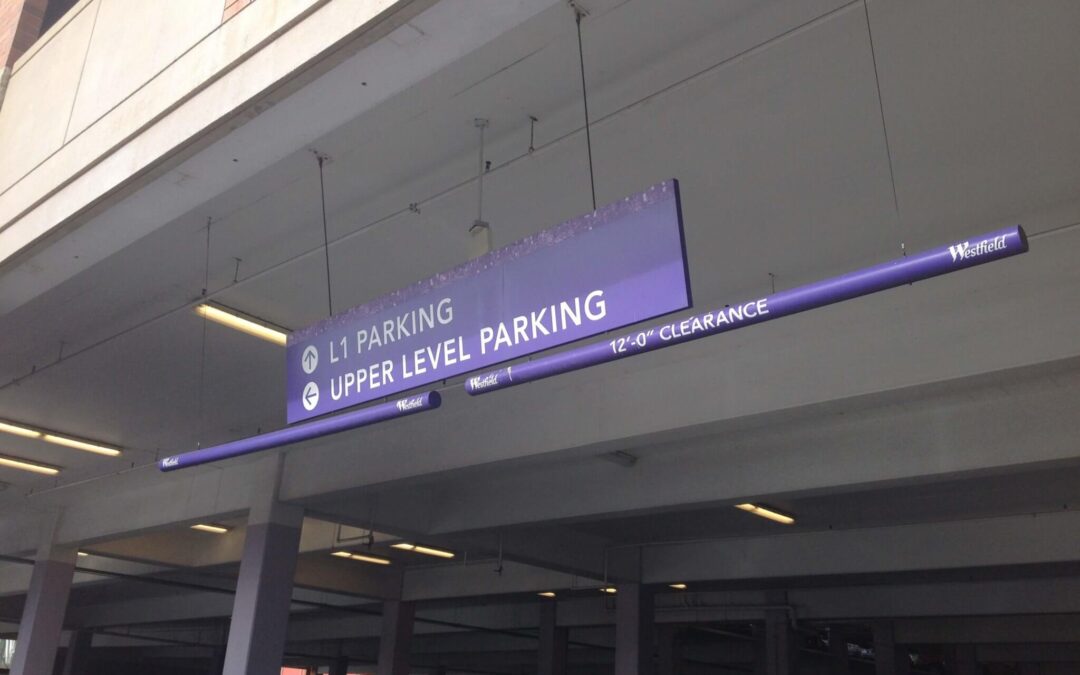 L1 PARKING
UPPER LEVEL PARKING
Westfield
12'-0" CLEARANCE
Westfield
Westfield
Westfield